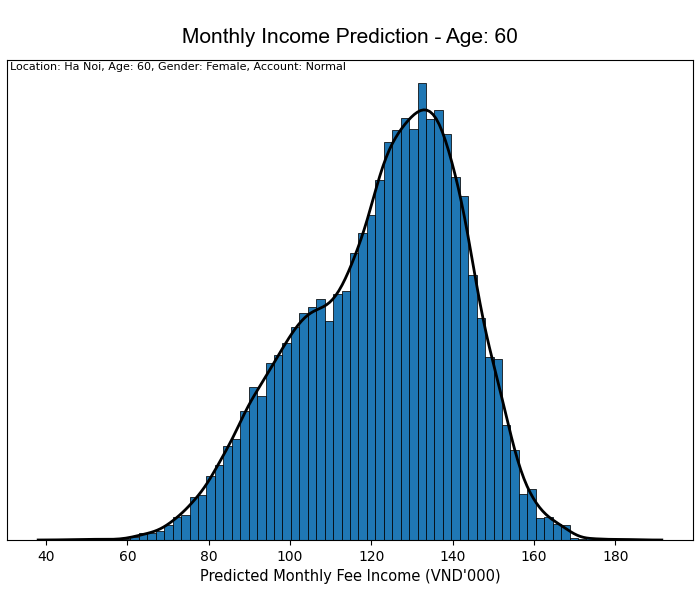 Monthly Income Prediction - Age: 60
Location: Ha Noi, Age: 60, Gender: Female, Account: Normal
40 60 80 100 120 140 160 180
Predicted Monthly Fee Income (VND'000)